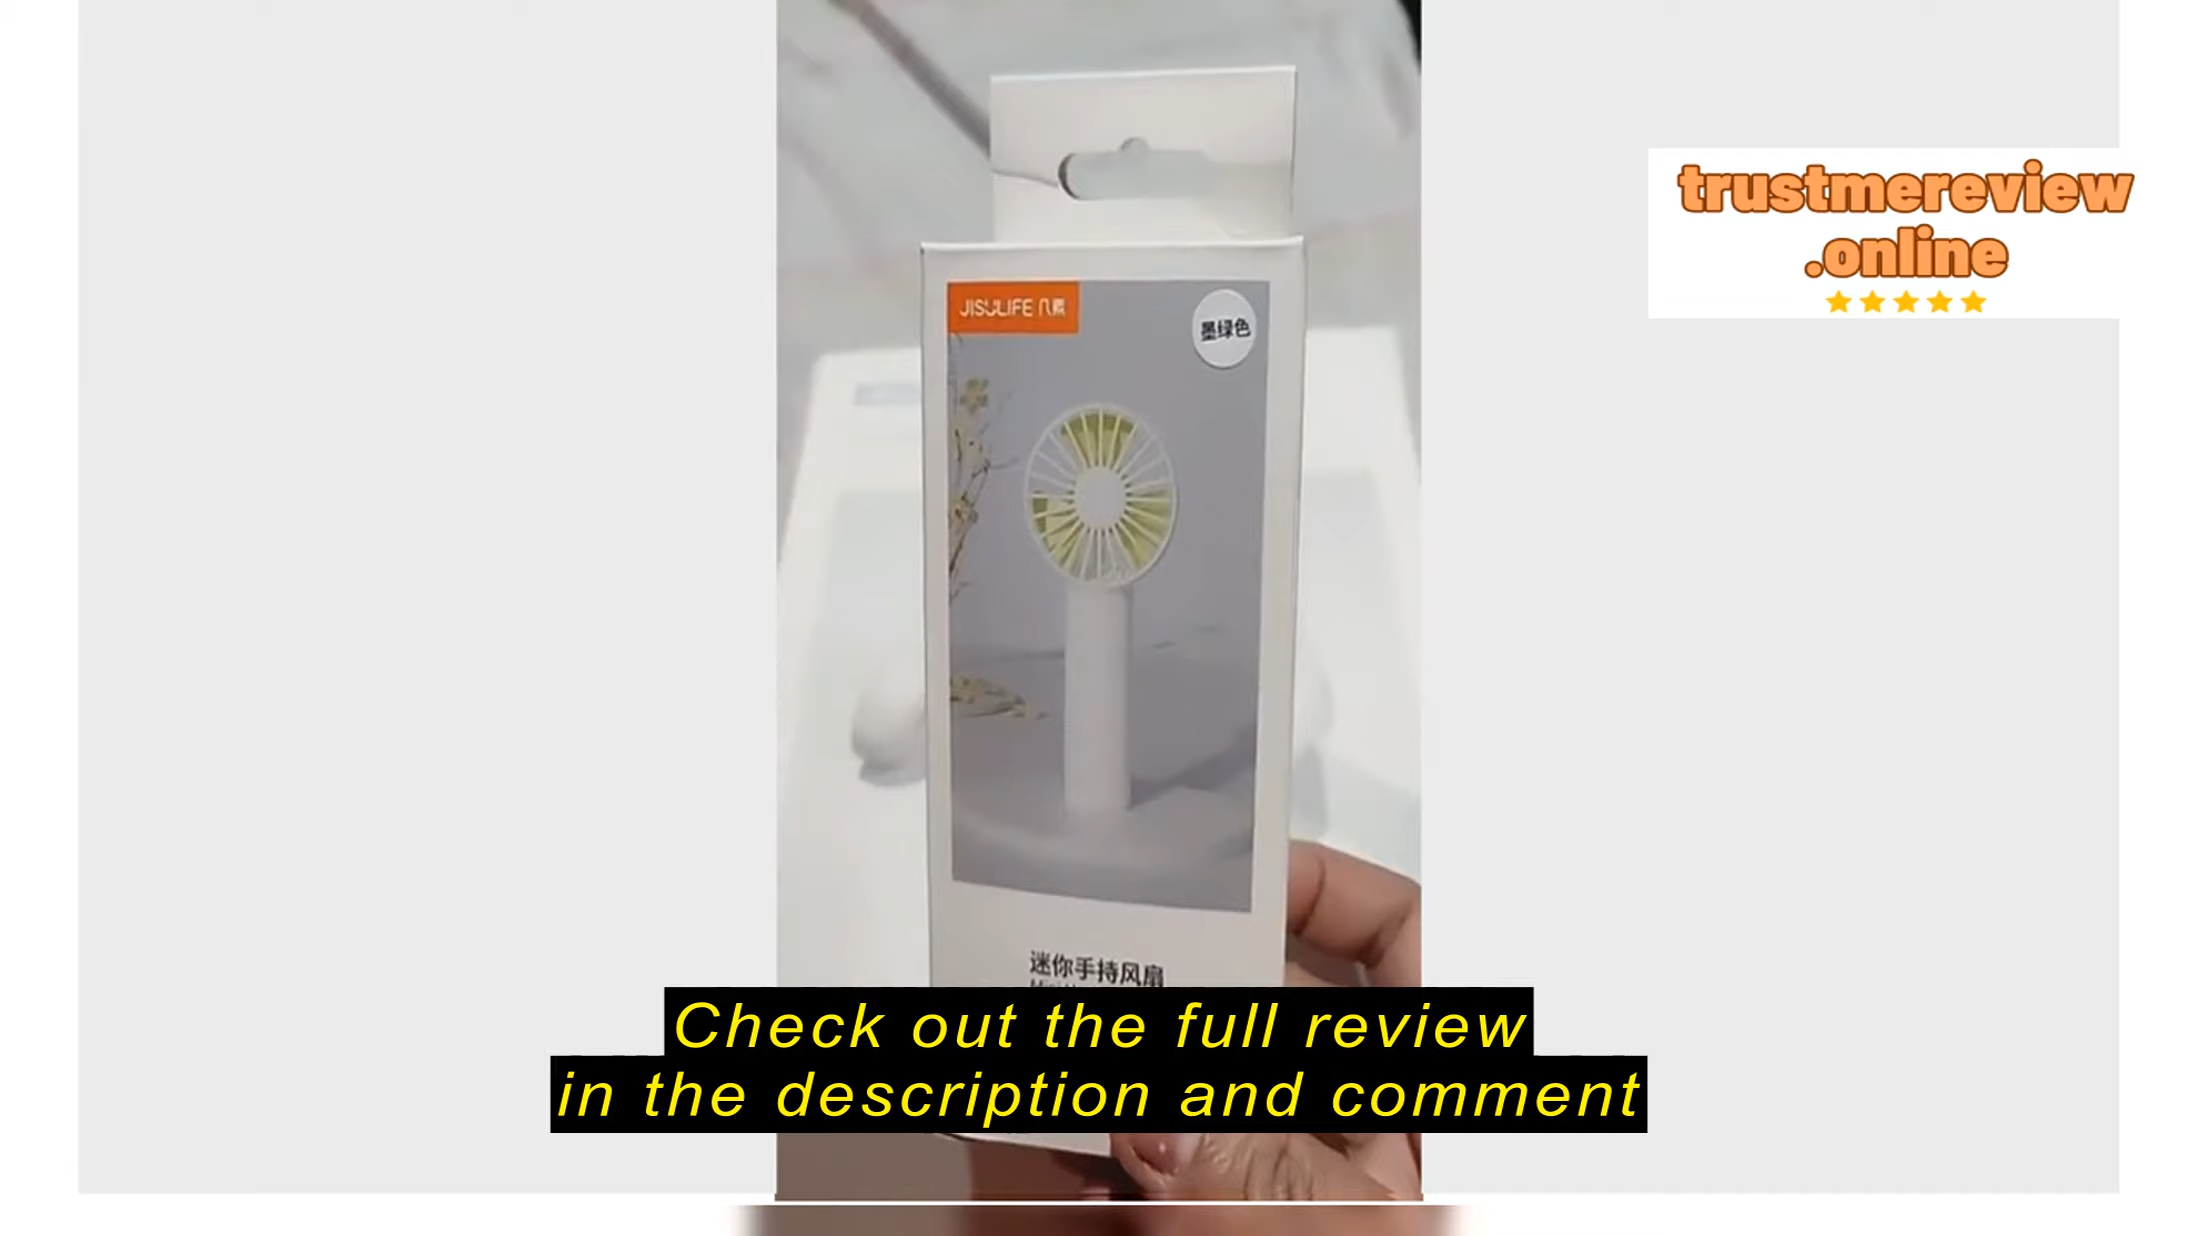 trustmereview
.online
JISULIFE 几素
墨绿色
迷你手持风扇
Check out the full review
in the description and comment